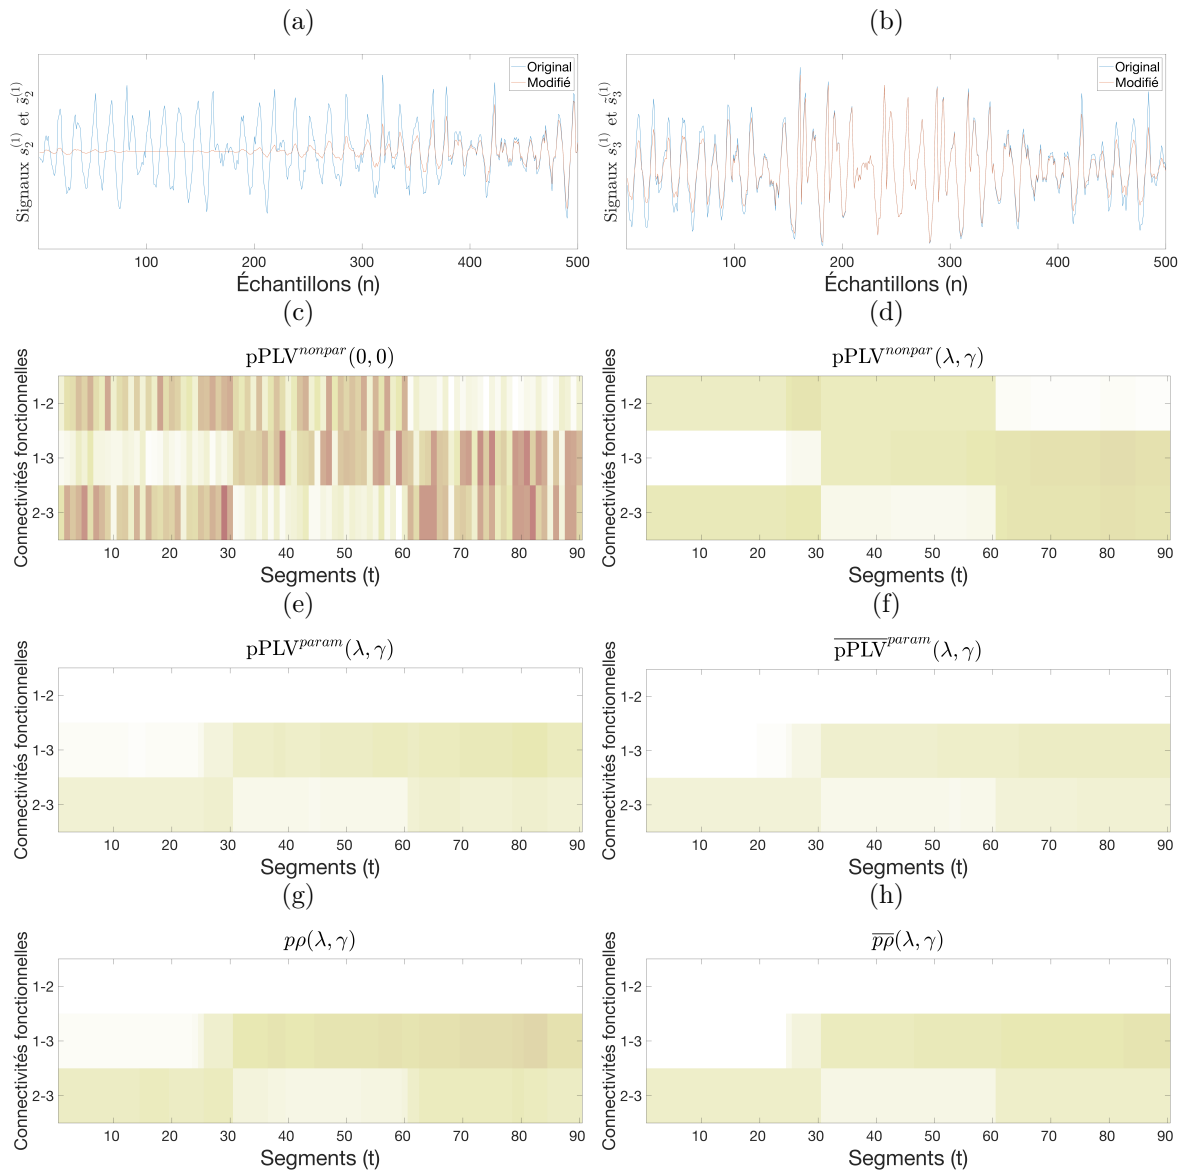 (a)
(b)
Signaux s_2^{(1)} et s̃_2^{(1)}
Original
Modifié
100
200
300
400
500
Échantillons (n)
Signaux s_3^{(1)} et s̃_3^{(1)}
Original
Modifié
100
200
300
400
500
Échantillons (n)
(c)
(d)
pPLV^{nonpar}(0, 0)
Connectivités fonctionnelles
1-2
1-3
2-3
10 20 30 40 50 60 70 80 90
Segments (t)
pPLV^{nonpar}(λ, γ)
Connectivités fonctionnelles
1-2
1-3
2-3
10 20 30 40 50 60 70 80 90
Segments (t)
(e)
(f)
pPLV^{param}(λ, γ)
Connectivités fonctionnelles
1-2
1-3
2-3
10 20 30 40 50 60 70 80 90
Segments (t)
\overline{pPLV}^{param}(λ, γ)
Connectivités fonctionnelles
1-2
1-3
2-3
10 20 30 40 50 60 70 80 90
Segments (t)
(g)
(h)
pρ(λ, γ)
Connectivités fonctionnelles
1-2
1-3
2-3
10 20 30 40 50 60 70 80 90
Segments (t)
\overline{pρ}(λ, γ)
Connectivités fonctionnelles
1-2
1-3
2-3
10 20 30 40 50 60 70 80 90
Segments (t)